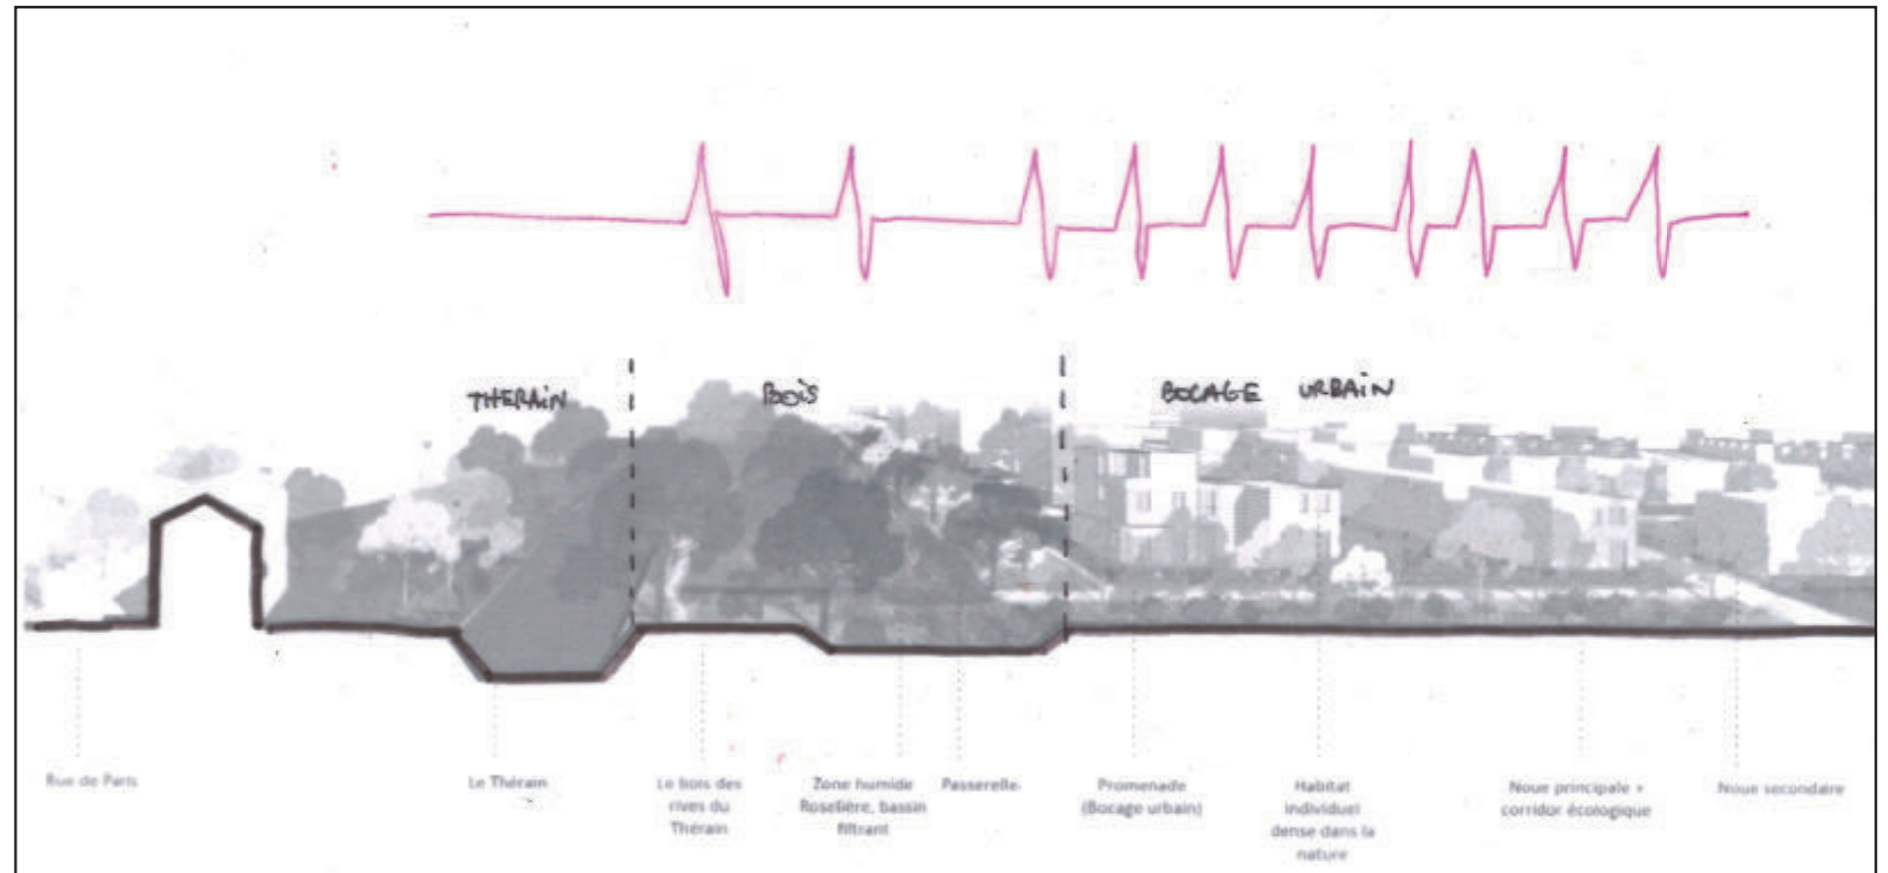 THERAIN
BOIS
BOCAGE URBAIN
Rue de Paris
Le Thérain
Le bois des
rives du
Thérain
Zone humide
Roselière, bassin
filtrant
Passerelle
Promenade
(Bocage urbain)
Habitat
individuel
dense dans la
nature
Noue principale +
corridor écologique
Noue secondaire